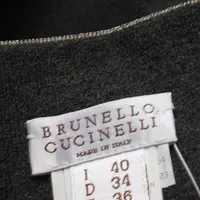 BRUNELLO
CUCINELLI
MADE IN ITALY
I 40
D 34
F 36